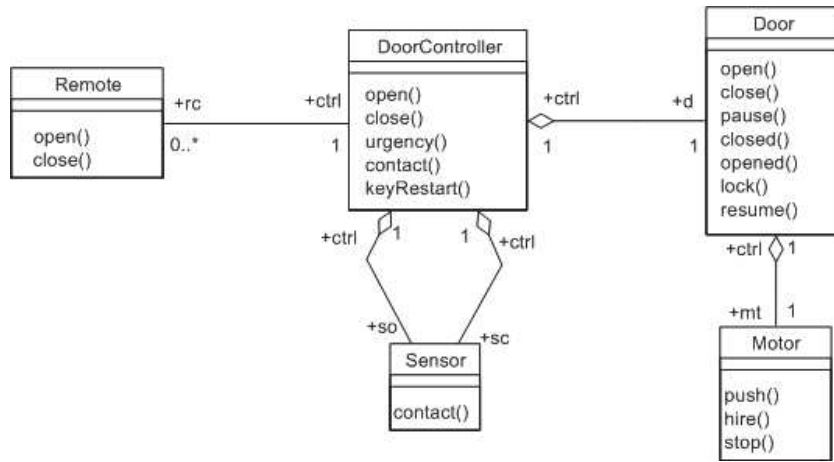 Remote
open()
close()
+rc
0..*
+ctrl
1
DoorController
open()
close()
urgency()
contact()
keyRestart()
+ctrl
1
+d
1
Door
open()
close()
pause()
closed()
opened()
lock()
resume()
+ctrl
1
1
+ctrl
+so
+sc
Sensor
contact()
+ctrl
1
+mt
1
Motor
push()
hire()
stop()